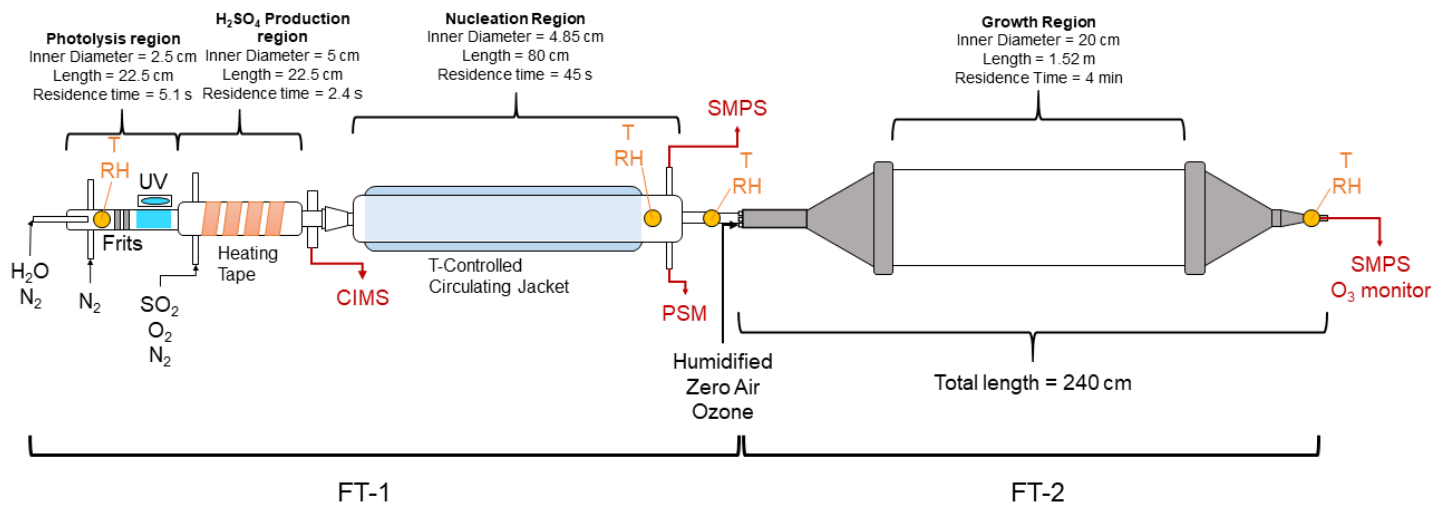 Photolysis region
Inner Diameter = 2.5 cm
Length = 22.5 cm
Residence time = 5.1 s
H₂SO₄ Production
region
Inner Diameter = 5 cm
Length = 22.5 cm
Residence time = 2.4 s
Nucleation Region
Inner Diameter = 4.85 cm
Length = 80 cm
Residence time = 45 s
Growth Region
Inner Diameter = 20 cm
Length = 1.52 m
Residence Time = 4 min
T
RH
UV
Frits
H₂O
N₂
N₂
SO₂
O₂
N₂
Heating
Tape
CIMS
T-Controlled
Circulating Jacket
T
RH
SMPS
PSM
T
RH
Humidified
Zero Air
Ozone
T
RH
SMPS
O₃ monitor
Total length = 240 cm
FT-1
FT-2